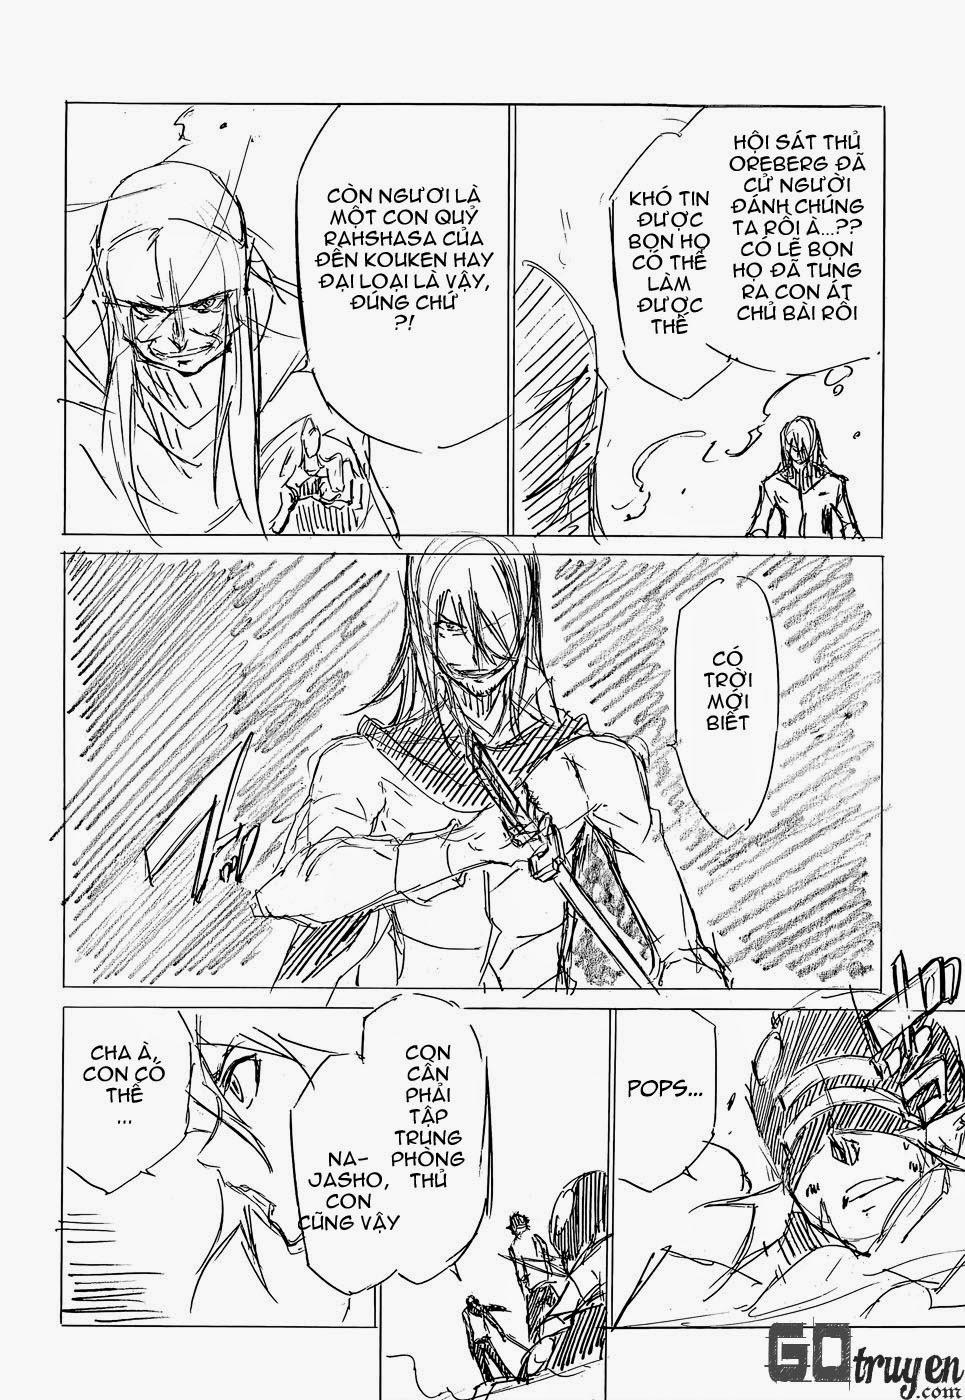 HỘI SÁT THỦ
OREBERG ĐÃ
CỬ NGƯỜI
ĐÁNH CHÚNG
TA RỒI À...??
CÓ LẼ BỌN
HỌ ĐÃ TUNG
RA CON ÁT
CHỦ BÀI RỒI
KHÓ TIN
ĐƯỢC
BỌN HỌ
CÓ THỂ
LÀM
ĐƯỢC
THẾ
CÒN NGƯƠI LÀ
MỘT CON QUỶ
RAHSHASA CỦA
ĐỀN KOUKEN HAY
ĐẠI LOẠI LÀ VẬY,
ĐÚNG CHỨ
?!
CÓ
TRỜI
MỚI
BIẾT
POPS...
CON
CẦN
PHẢI
TẬP
TRUNG
PHÒNG
THỦ
NA-
JASHO,
CON
CŨNG VẬY
CHA À,
CON CÓ
THỂ
...
GOtruyen
.com